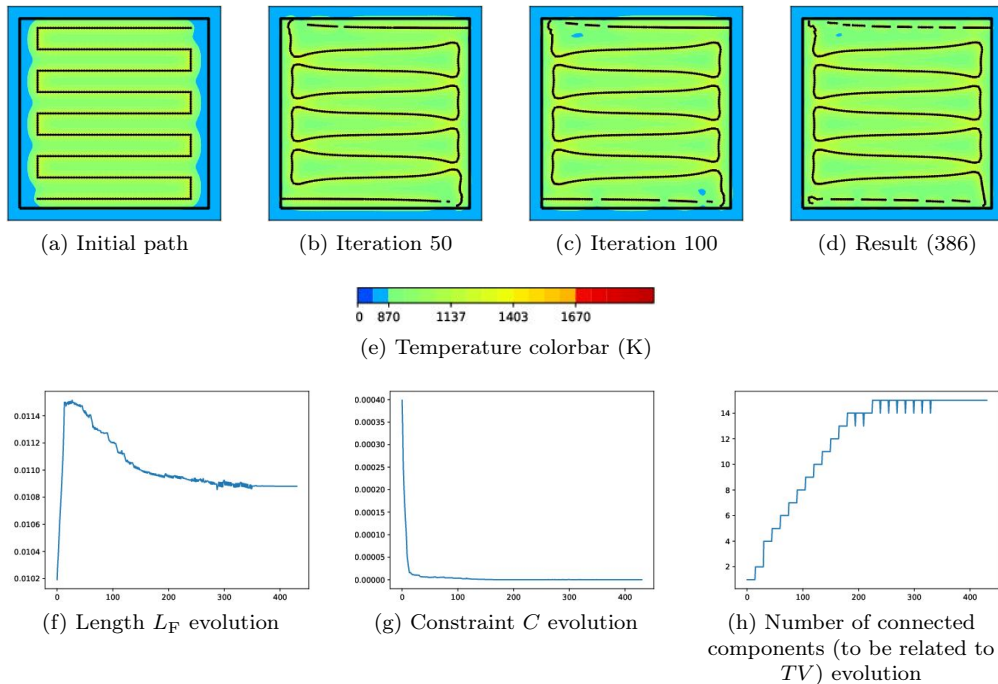 (a) Initial path
(b) Iteration 50
(c) Iteration 100
(d) Result (386)
0 870 1137 1403 1670
(e) Temperature colorbar (K)
0.0114
0.0112
0.0110
0.0108
0.0106
0.0104
0.0102
0 100 200 300 400
(f) Length L_F evolution
0.00040
0.00035
0.00030
0.00025
0.00020
0.00015
0.00010
0.00005
0.00000
0 100 200 300 400
(g) Constraint C evolution
14
12
10
8
6
4
2
0 100 200 300 400
(h) Number of connected
components (to be related to
TV) evolution